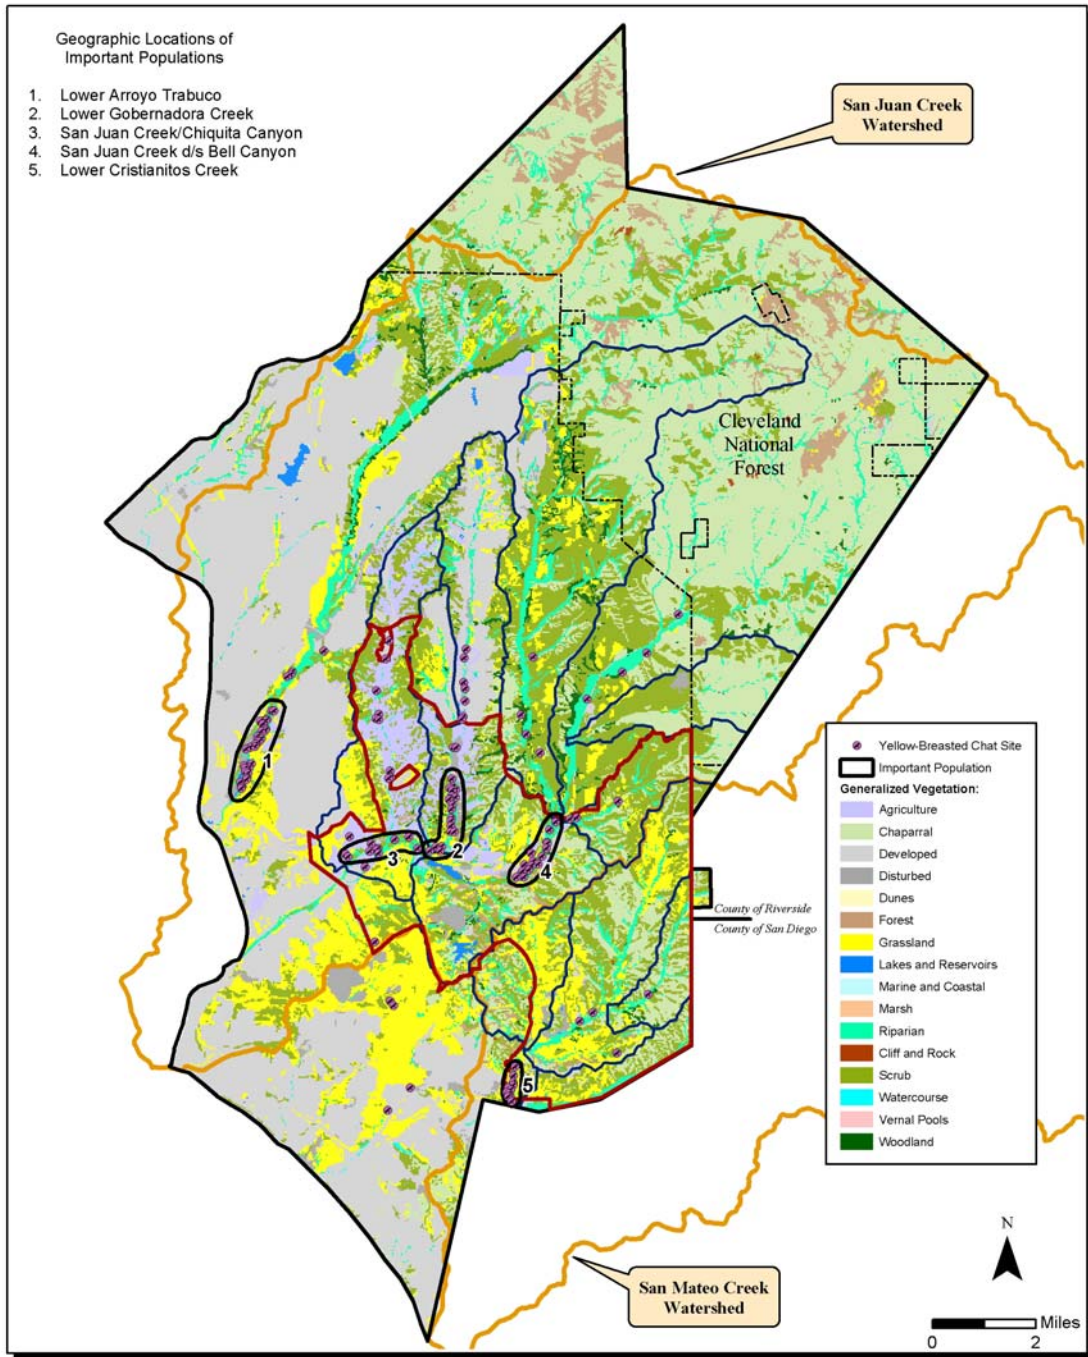 Geographic Locations of
Important Populations
1. Lower Arroyo Trabuco
2. Lower Gobernadora Creek
3. San Juan Creek/Chiquita Canyon
4. San Juan Creek d/s Bell Canyon
5. Lower Cristianitos Creek
San Juan Creek
Watershed
Cleveland
National
Forest
1
2
3
4
5
Yellow-Breasted Chat Site
Important Population
Generalized Vegetation:
Agriculture
Chaparral
Developed
Disturbed
Dunes
Forest
Grassland
Lakes and Reservoirs
Marine and Coastal
Marsh
Riparian
Cliff and Rock
Scrub
Watercourse
Vernal Pools
Woodland
County of Riverside
County of San Diego
San Mateo Creek
Watershed
N
Miles
0 2